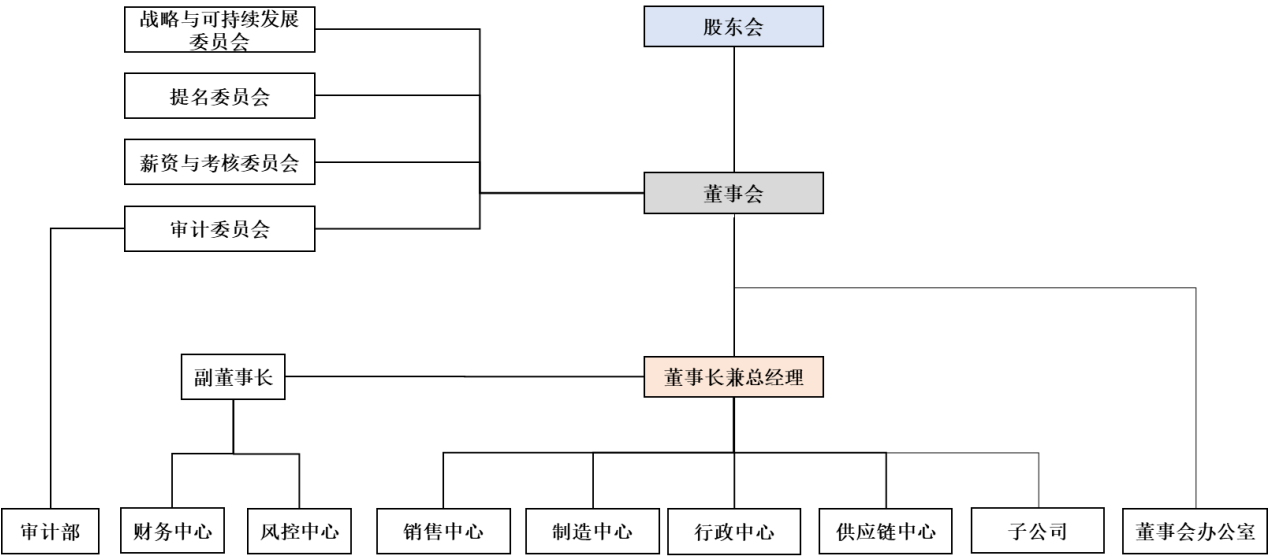 战略与可持续发展
委员会
股东会
提名委员会
薪资与考核委员会
董事会
审计委员会
副董事长
董事长兼总经理
审计部
财务中心
风控中心
销售中心
制造中心
行政中心
供应链中心
子公司
董事会办公室